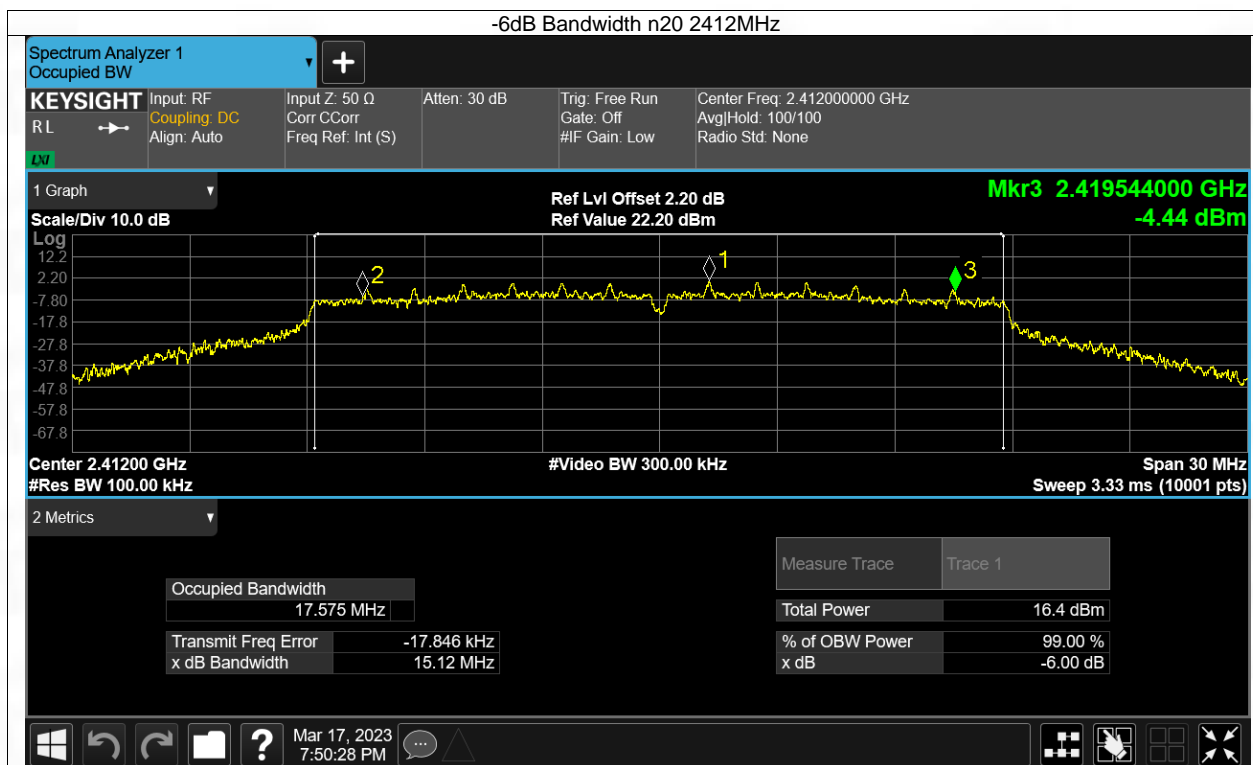 -6dB Bandwidth n20 2412MHz
Spectrum Analyzer 1
Occupied BW
KEYSIGHT Input: RF Input Z: 50 Ω Atten: 30 dB Trig: Free Run Center Freq: 2.412000000 GHz
RL Coupling: DC Corr CCorr Gate: Off Avg|Hold: 100/100
Align: Auto Freq Ref: Int (S) #IF Gain: Low Radio Std: None
LXI
1 Graph Ref Lvl Offset 2.20 dB Mkr3 2.419544000 GHz
Scale/Div 10.0 dB Ref Value 22.20 dBm -4.44 dBm
Log
12.2
2.20
-7.80
-17.8
-27.8
-37.8
-47.8
-57.8
-67.8
2 1 3
Center 2.41200 GHz #Video BW 300.00 kHz Span 30 MHz
#Res BW 100.00 kHz Sweep 3.33 ms (10001 pts)
2 Metrics
Measure Trace Trace 1
Occupied Bandwidth
17.575 MHz Total Power 16.4 dBm
Transmit Freq Error -17.846 kHz % of OBW Power 99.00 %
x dB Bandwidth 15.12 MHz x dB -6.00 dB
Mar 17, 2023
7:50:28 PM